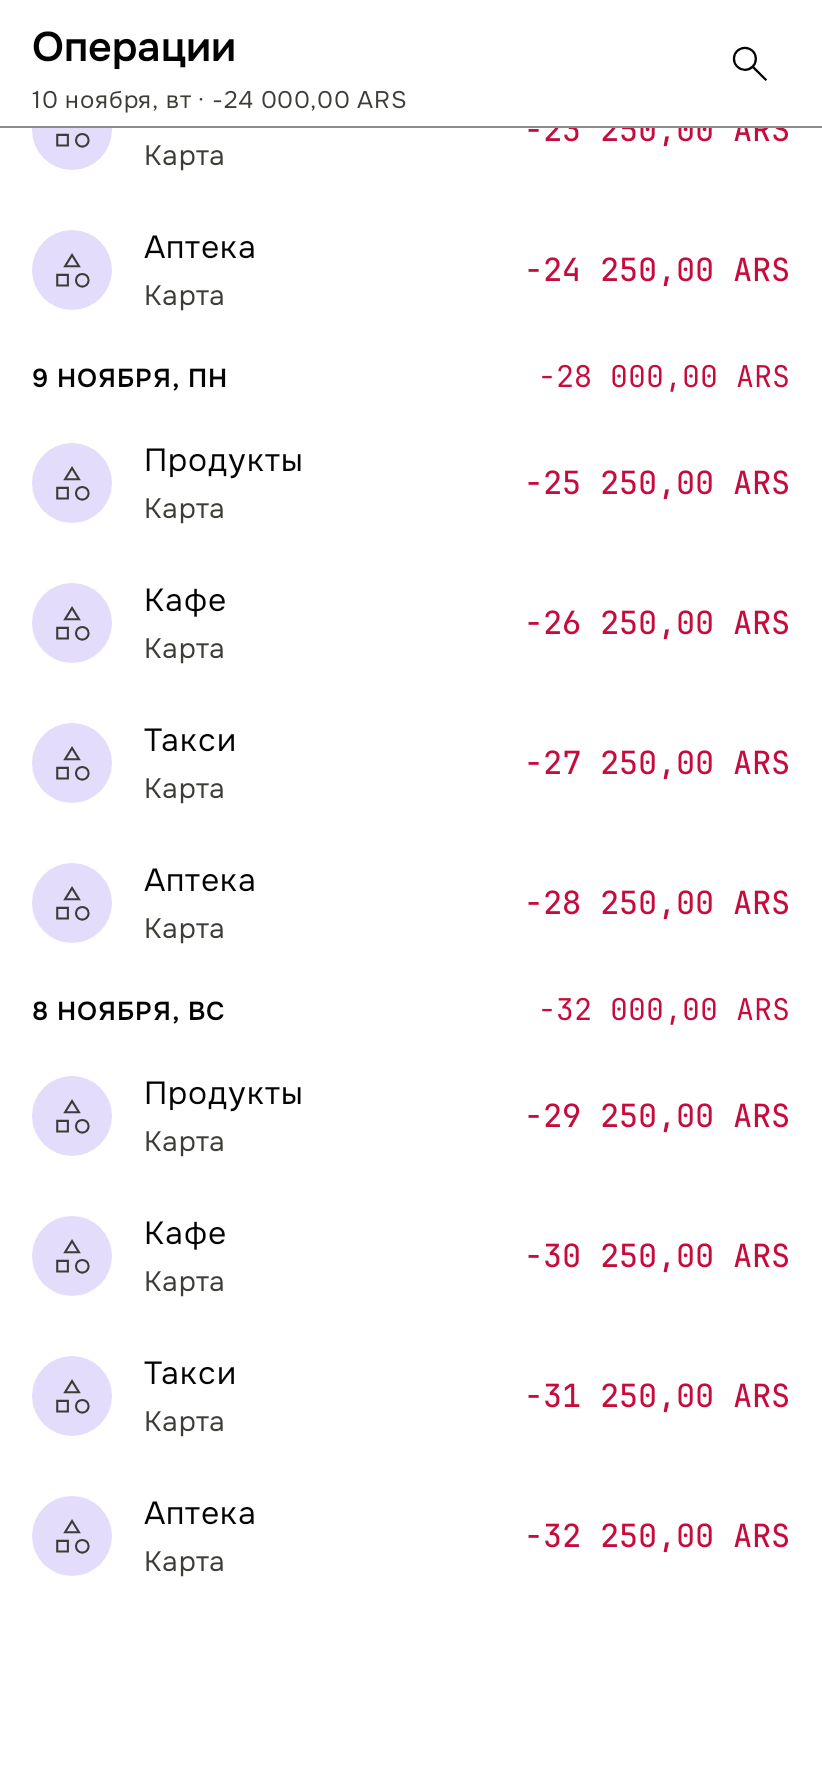 Операции
10 ноября, вт · -24 000,00 ARS
-23 250,00 ARS
Карта
Аптека
-24 250,00 ARS
Карта
9 НОЯБРЯ, ПН
-28 000,00 ARS
Продукты
-25 250,00 ARS
Карта
Кафе
-26 250,00 ARS
Карта
Такси
-27 250,00 ARS
Карта
Аптека
-28 250,00 ARS
Карта
8 НОЯБРЯ, ВС
-32 000,00 ARS
Продукты
-29 250,00 ARS
Карта
Кафе
-30 250,00 ARS
Карта
Такси
-31 250,00 ARS
Карта
Аптека
-32 250,00 ARS
Карта